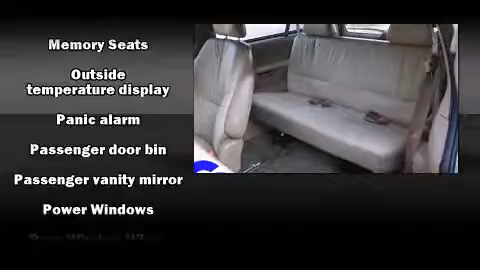 Memory Seats
Outside
temperature display
Panic alarm
Passenger door bin
Passenger vanity mirror
Power Windows